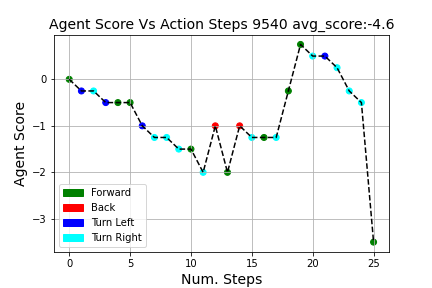 Agent Score Vs Action Steps 9540 avg_score:-4.6
Agent Score
0
−1
−2
−3
Forward
Back
Turn Left
Turn Right
0 5 10 15 20 25
Num. Steps